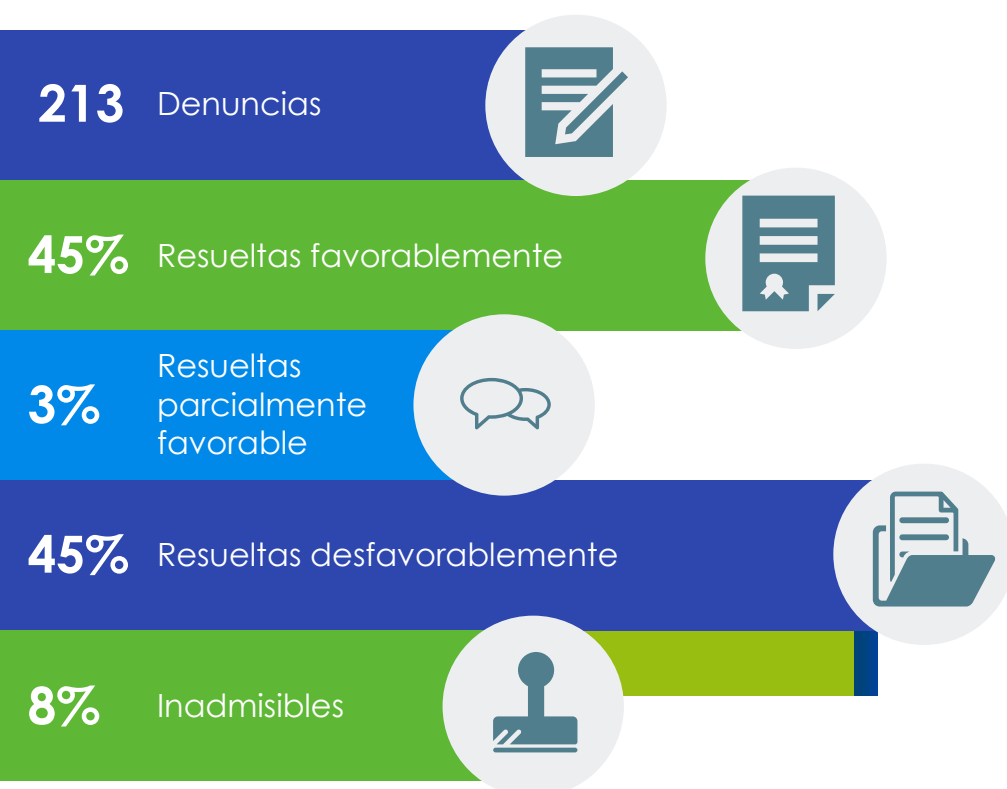 213 Denuncias
45% Resueltas favorablemente
Resueltas
3% parcialmente
favorable
45% Resueltas desfavorablemente
8% Inadmisibles